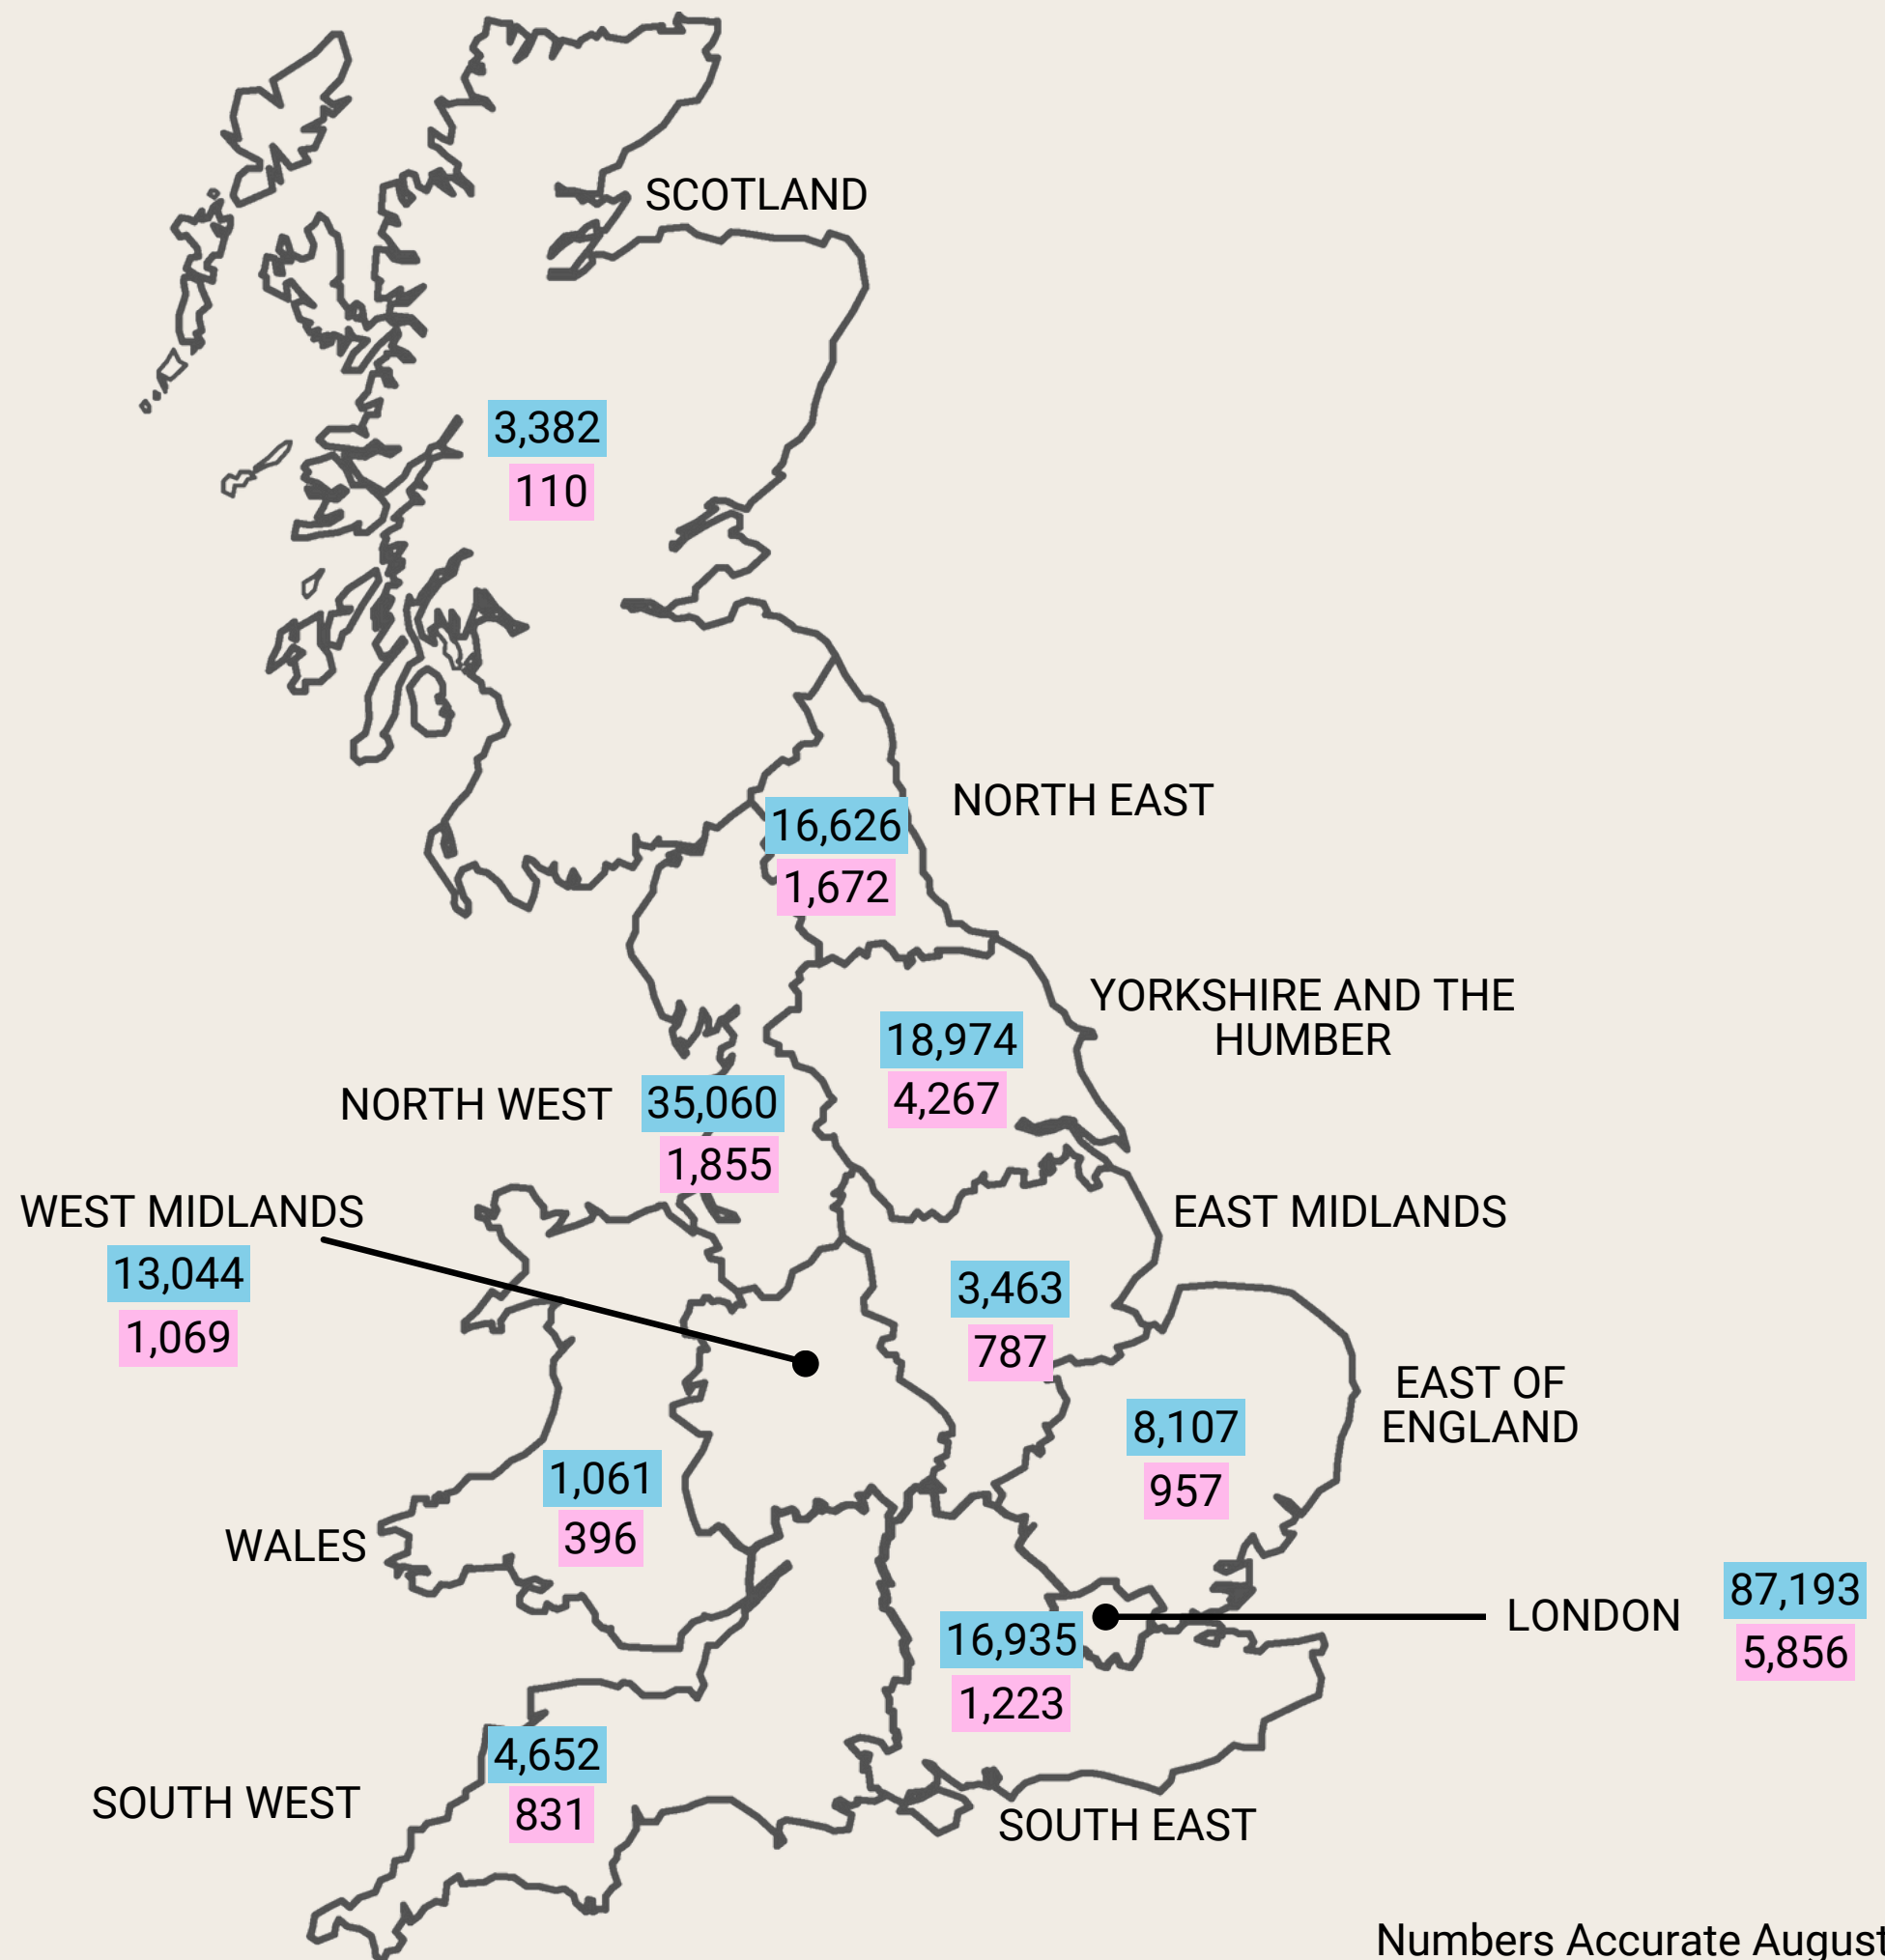 SCOTLAND
3,382
110
NORTH EAST
16,626
1,672
YORKSHIRE AND THE
HUMBER
18,974
4,267
NORTH WEST
35,060
1,855
WEST MIDLANDS
13,044
1,069
EAST MIDLANDS
3,463
787
EAST OF
ENGLAND
8,107
957
WALES
1,061
396
LONDON
87,193
5,856
16,935
1,223
SOUTH EAST
SOUTH WEST
4,652
831
Numbers Accurate August